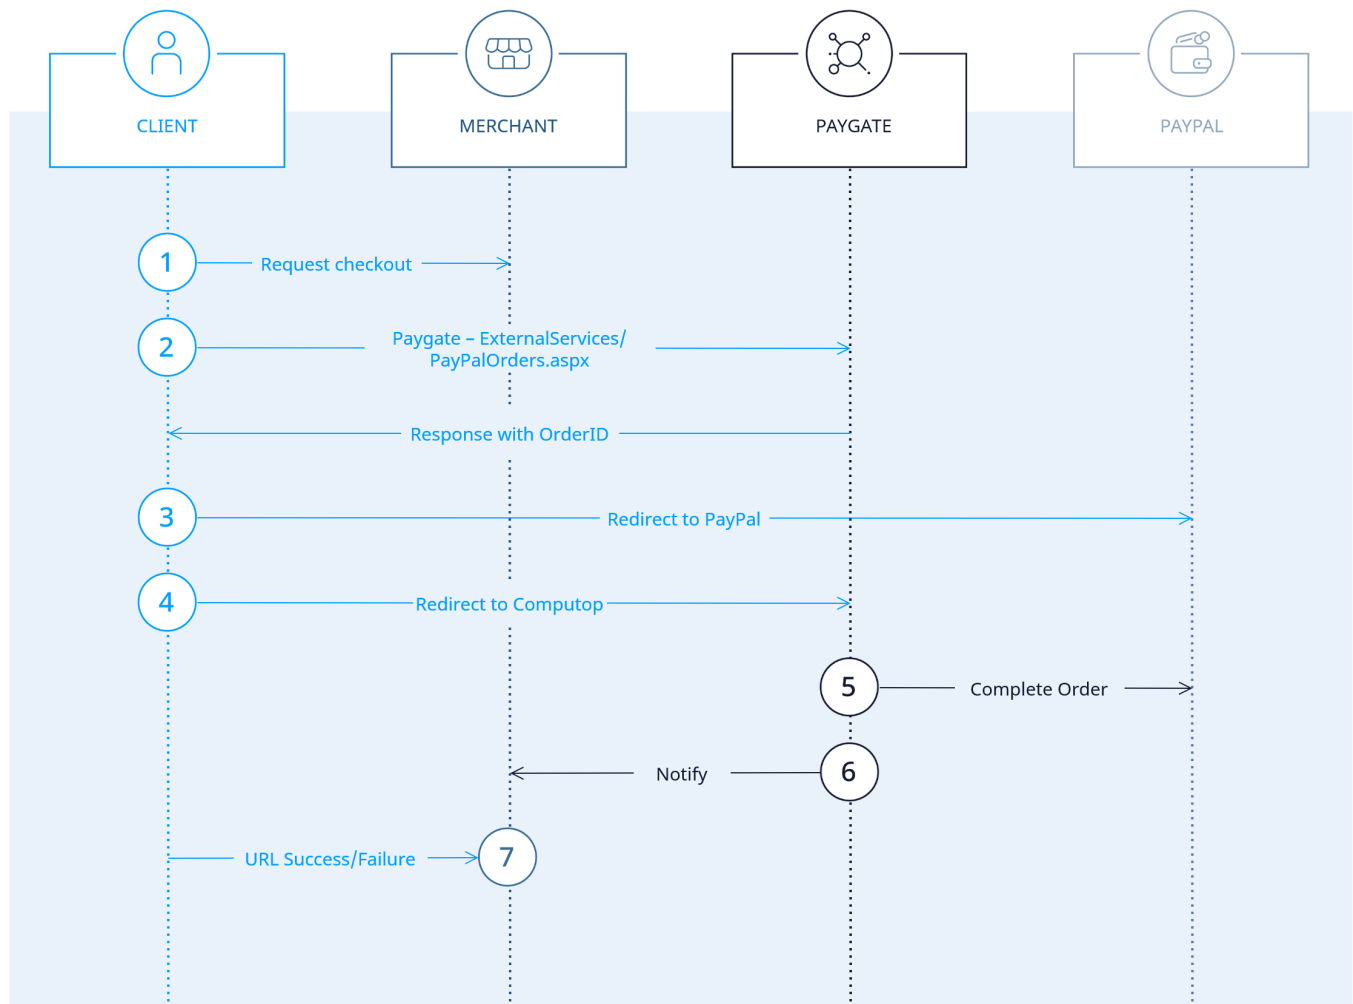 CLIENT
MERCHANT
PAYGATE
PAYPAL
1
Request checkout
2
Paygate – ExternalServices/
PayPalOrders.aspx
Response with OrderID
3
Redirect to PayPal
4
Redirect to Computop
5
Complete Order
Notify
6
URL Success/Failure
7